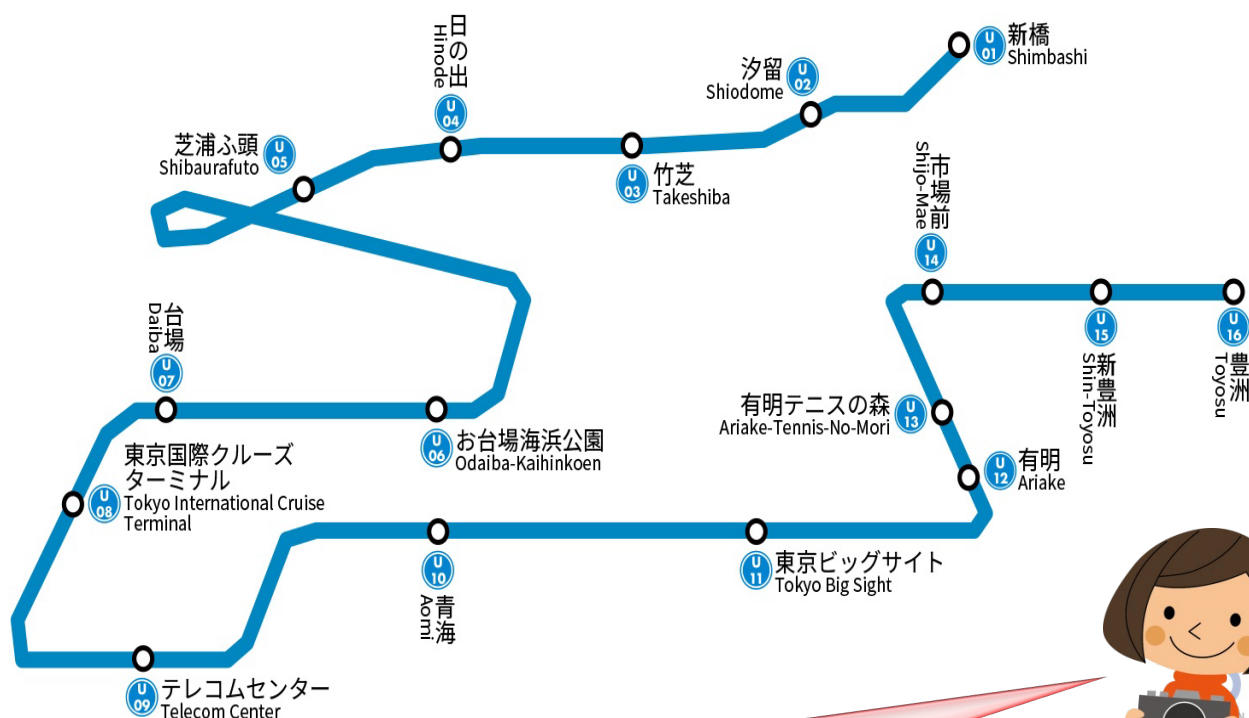 U
01
新橋
Shimbashi
U
02
汐留
Shiodome
U
03
竹芝
Takeshiba
U
04
日の出
Hinode
U
05
芝浦ふ頭
Shibaurafuto
U
06
お台場海浜公園
Odaiba-Kaihinkoen
U
07
台場
Daiba
U
08
東京国際クルーズ
ターミナル
Tokyo International Cruise
Terminal
U
09
テレコムセンター
Telecom Center
U
10
青海
Aomi
U
11
東京ビッグサイト
Tokyo Big Sight
U
12
有明
Ariake
U
13
有明テニスの森
Ariake-Tennis-No-Mori
U
14
市場前
Shijo-Mae
U
15
新豊洲
Shin-Toyosu
U
16
豊洲
Toyosu